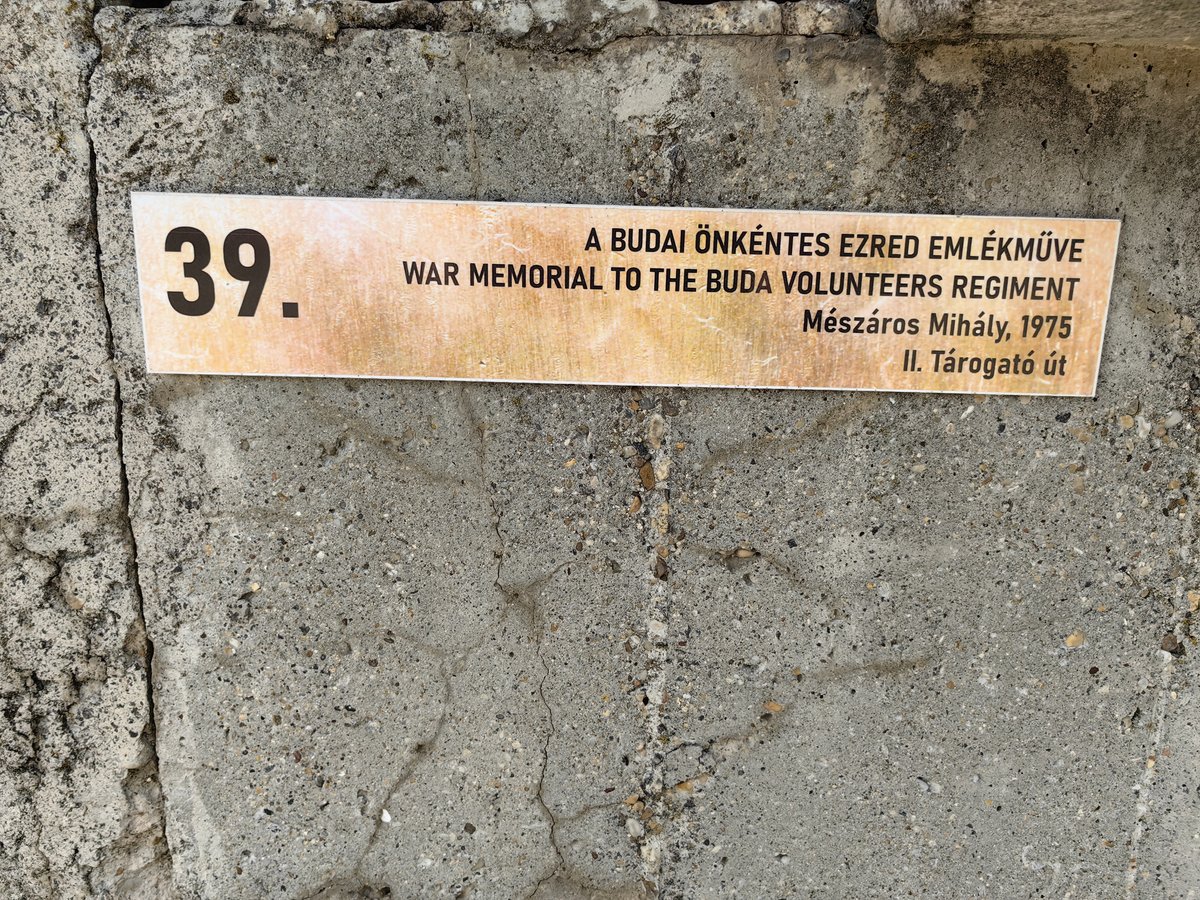 39.
A BUDAI ÖNKÉNTES EZRED EMLÉKMŰVE
WAR MEMORIAL TO THE BUDA VOLUNTEERS REGIMENT
Mészáros Mihály, 1975
II. Tárogató út